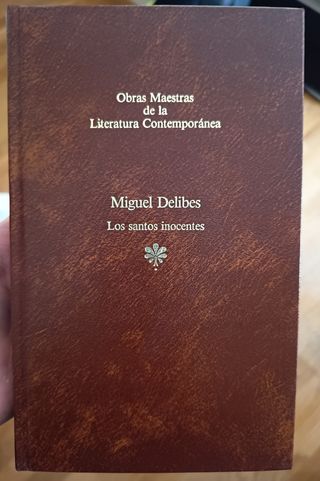 Obras Maestras
de la
Literatura Contemporánea
Miguel Delibes
Los santos inocentes